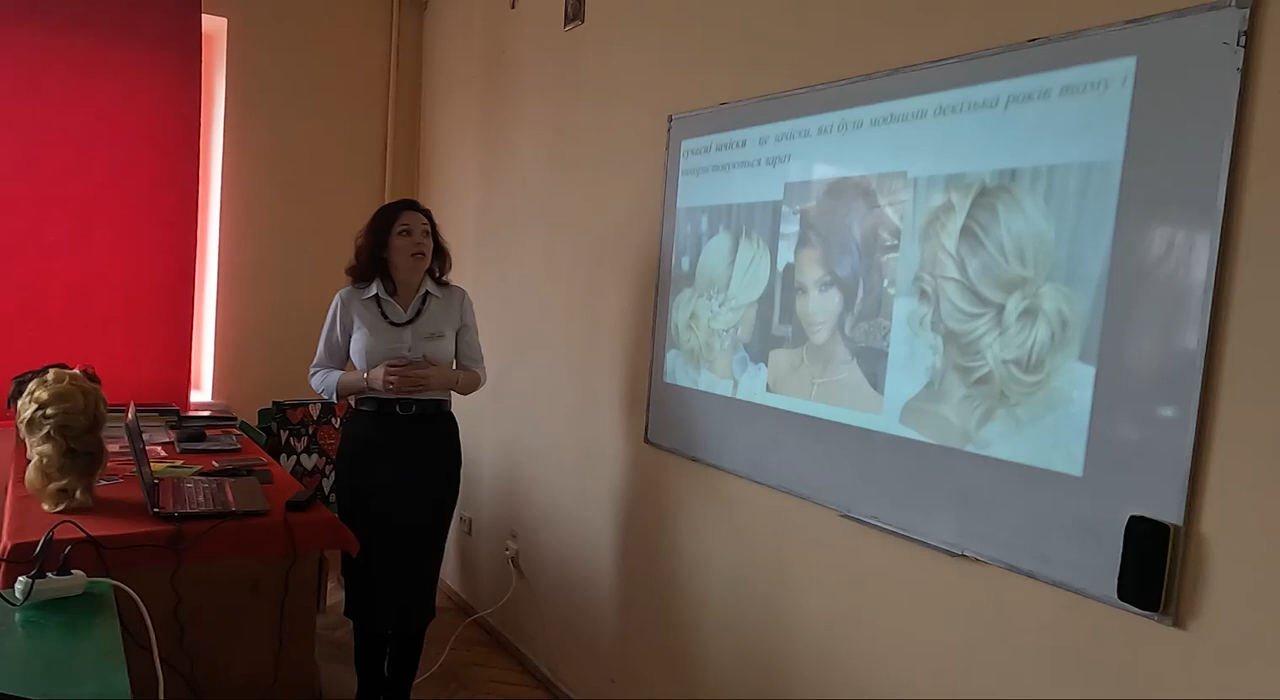 сучасні зачіски – це зачіски, які були модними декілька років тому і
використовуються зараз